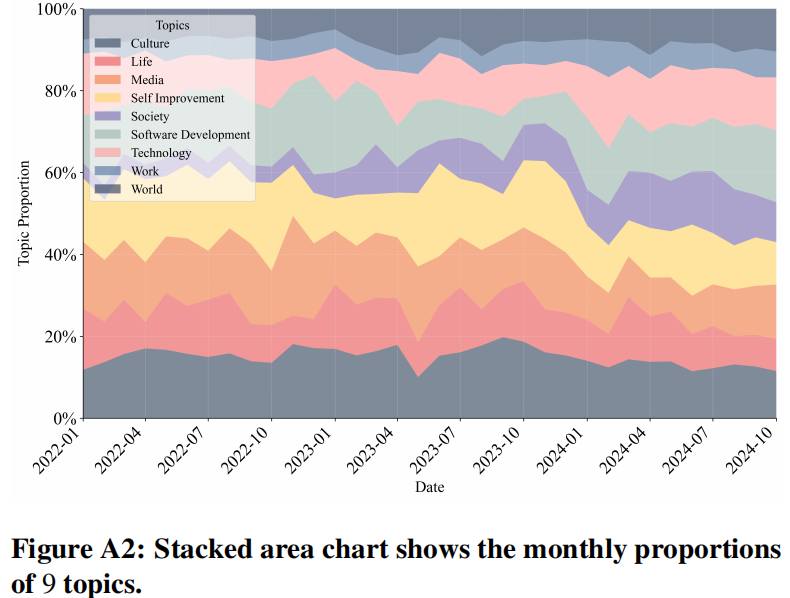 100%
80%
60%
40%
20%
0%
Topic Proportion
Topics
Culture
Life
Media
Self Improvement
Society
Software Development
Technology
Work
World
2022-01
2022-04
2022-07
2022-10
2023-01
2023-04
2023-07
2023-10
2024-01
2024-04
2024-07
2024-10
Date
Figure A2: Stacked area chart shows the monthly proportions
of 9 topics.